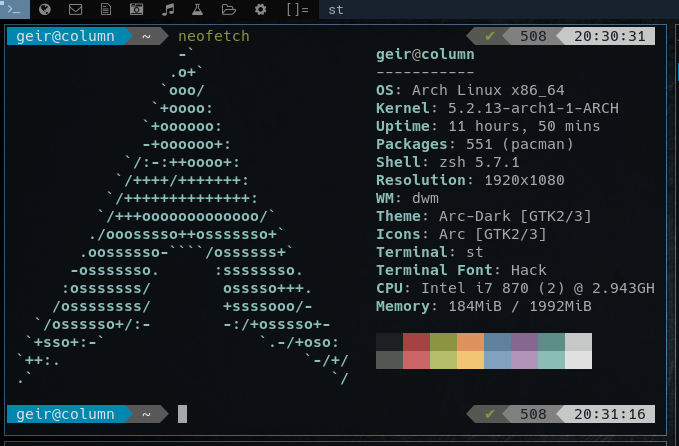 []= st
geir@column ~ neofetch ✔ 508 20:30:31
-`
.o+`
`ooo/
`+oooo:
`+oooooo:
-+oooooo+:
`/:-:++oooo+:
`/++++/+++++++:
`/++++++++++++++:
`/+++ooooooooooooo/`
./ooosssso++osssssso+`
.oossssso-````/ossssss+`
-osssssso. :ssssssso.
:osssssss/ osssso+++.
/ossssssss/ +ssssooo/-
`/ossssso+/:- -:/+osssso+-
`+sso+:-` `.-/+oso:
`++:. `-/+/
.` `/
geir@column
-----------
OS: Arch Linux x86_64
Kernel: 5.2.13-arch1-1-ARCH
Uptime: 11 hours, 50 mins
Packages: 551 (pacman)
Shell: zsh 5.7.1
Resolution: 1920x1080
WM: dwm
Theme: Arc-Dark [GTK2/3]
Icons: Arc [GTK2/3]
Terminal: st
Terminal Font: Hack
CPU: Intel i7 870 (2) @ 2.943GH
Memory: 184MiB / 1992MiB
geir@column ~ ✔ 508 20:31:16